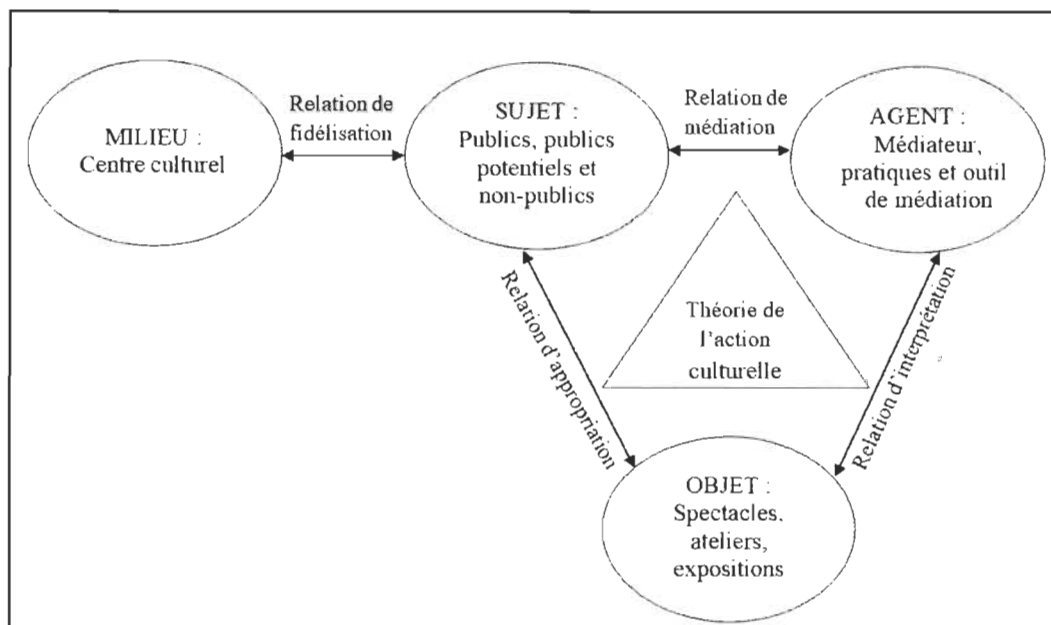 MILIEU :
Centre culturel
Relation de
fidélisation
SUJET :
Publics, publics
potentiels et
non-publics
Relation de
médiation
AGENT :
Médiateur,
pratiques et outil
de médiation
Relation d'appropriation
Théorie de
l'action
culturelle
Relation d'interprétation
OBJET :
Spectacles,
ateliers,
expositions